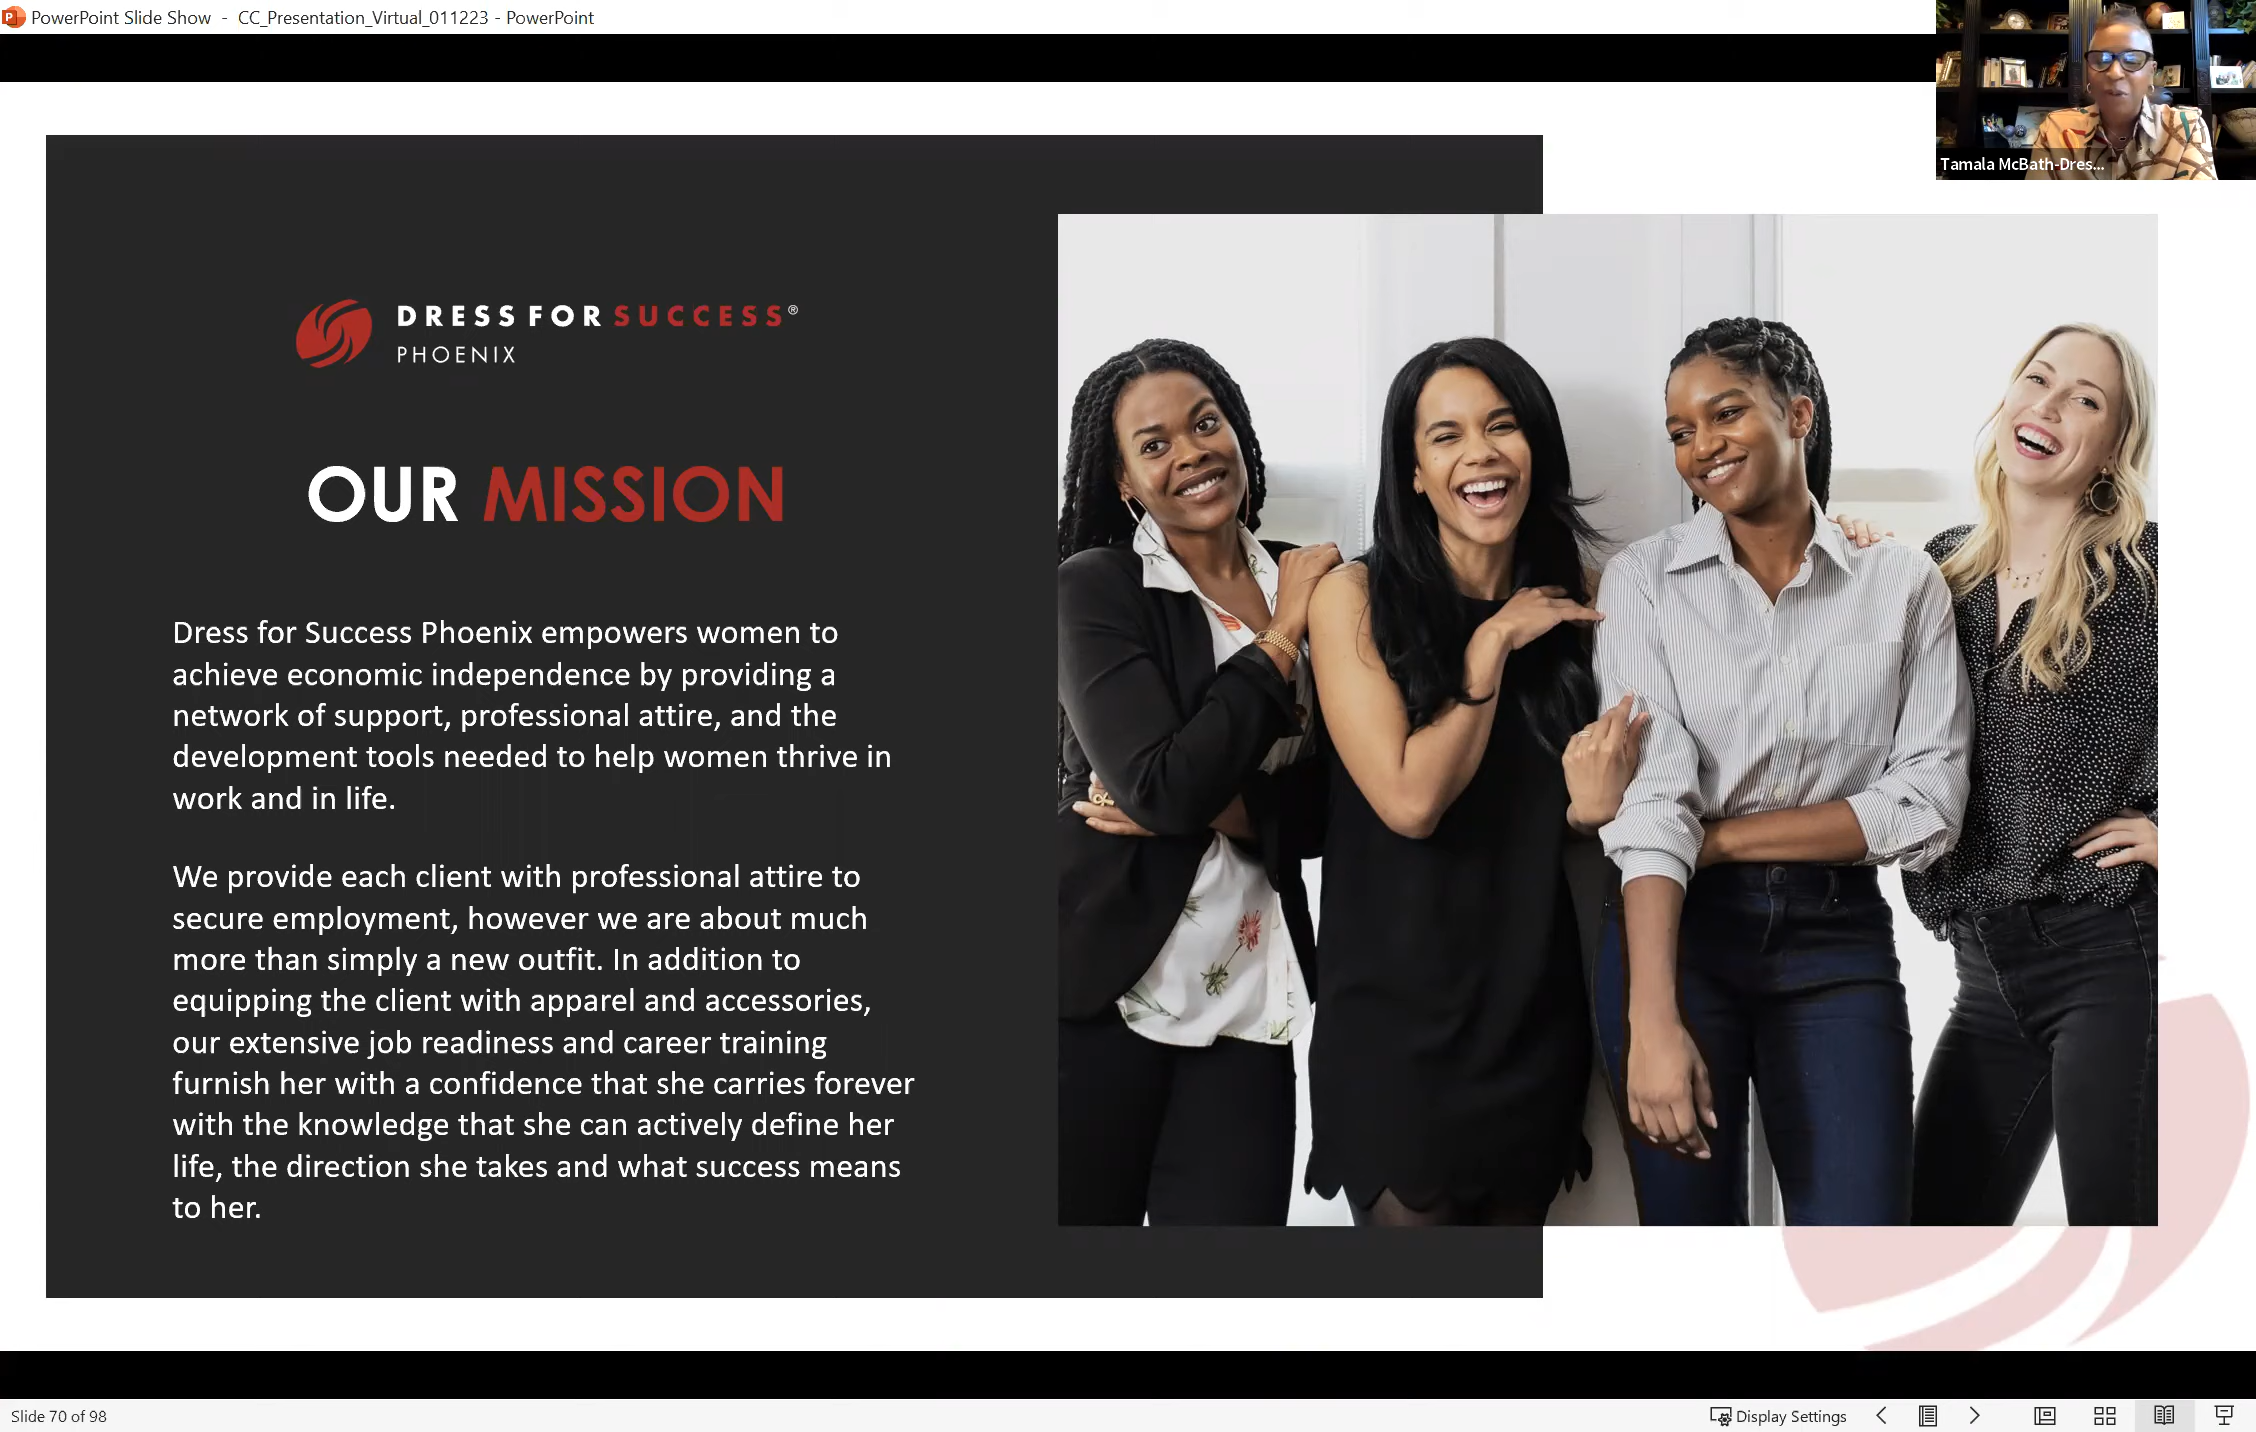 PowerPoint Slide Show - CC_Presentation_Virtual_011223 - PowerPoint
Tamala McBath-Dres...
DRESS FOR SUCCESS®
PHOENIX
OUR MISSION
Dress for Success Phoenix empowers women to
achieve economic independence by providing a
network of support, professional attire, and the
development tools needed to help women thrive in
work and in life.
We provide each client with professional attire to
secure employment, however we are about much
more than simply a new outfit. In addition to
equipping the client with apparel and accessories,
our extensive job readiness and career training
furnish her with a confidence that she carries forever
with the knowledge that she can actively define her
life, the direction she takes and what success means
to her.
Slide 70 of 98
Display Settings